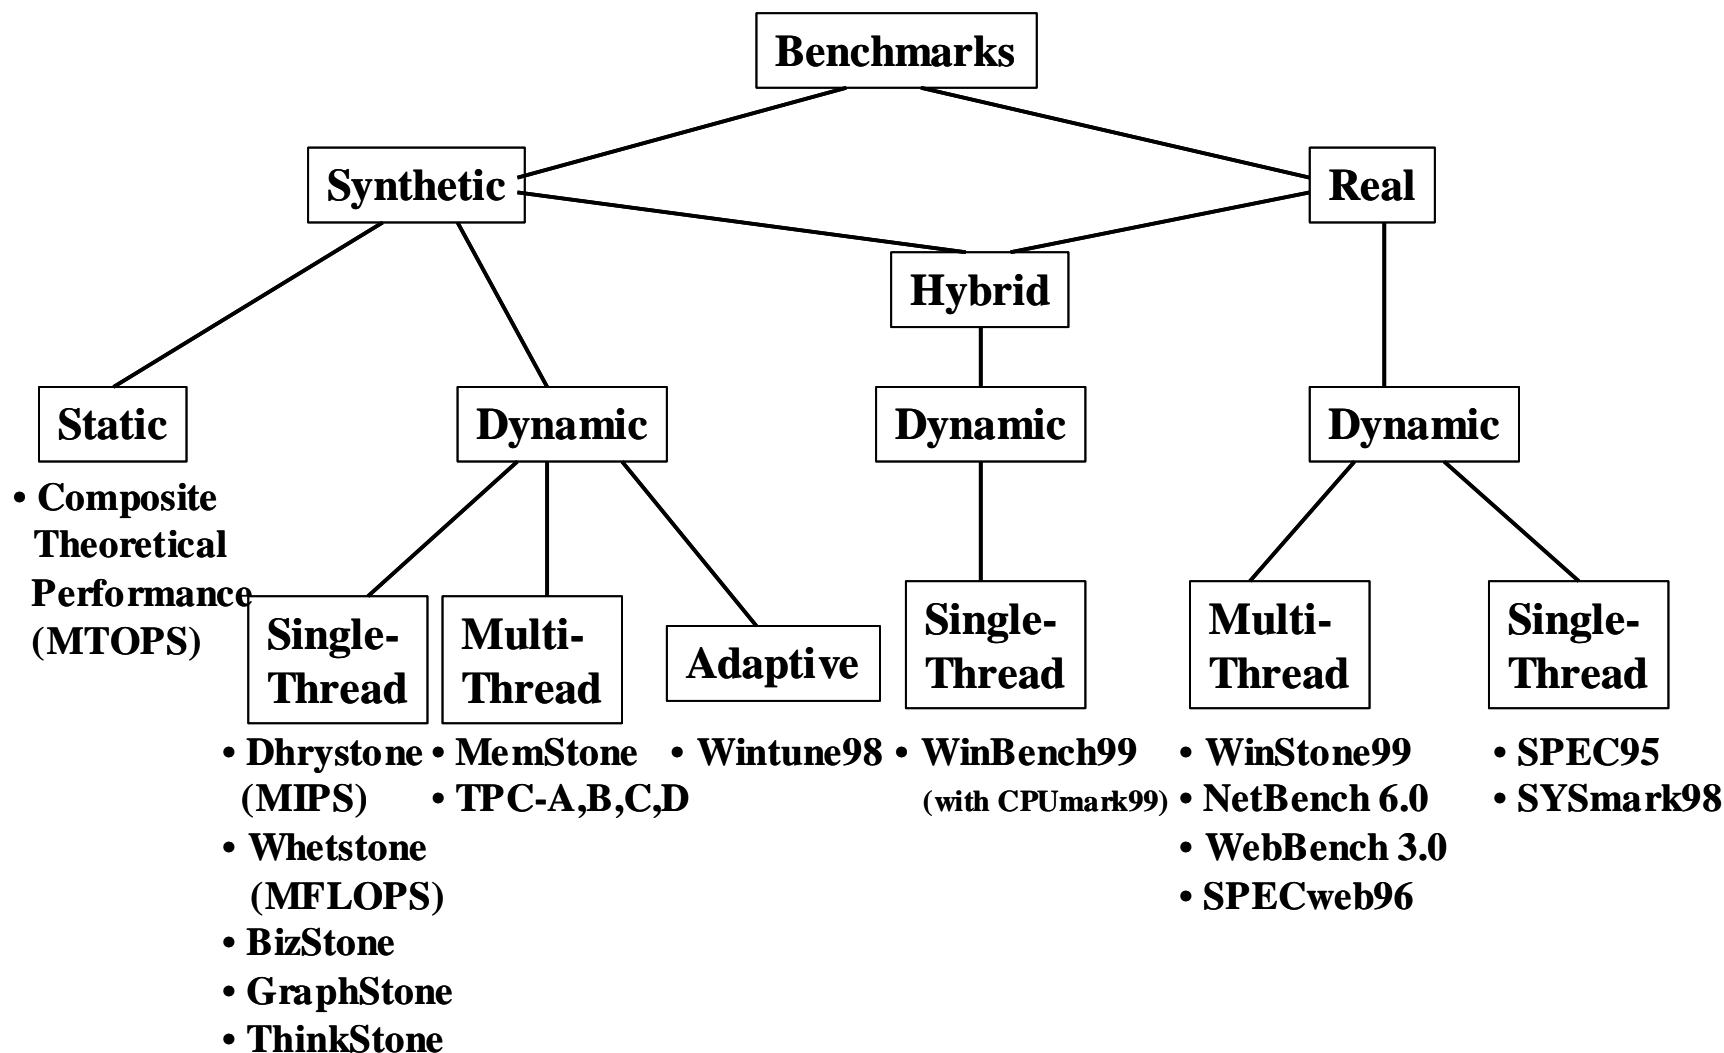 Benchmarks
Synthetic
Real
Hybrid
Static
Dynamic
Dynamic
Dynamic
• Composite
Theoretical
Performance
(MTOPS)
Single-
Thread
Multi-
Thread
Adaptive
Single-
Thread
Multi-
Thread
Single-
Thread
• Dhrystone
(MIPS)
• Whetstone
(MFLOPS)
• BizStone
• GraphStone
• ThinkStone
• MemStone
• TPC-A,B,C,D
• Wintune98
• WinBench99
(with CPUmark99)
• WinStone99
• NetBench 6.0
• WebBench 3.0
• SPECweb96
• SPEC95
• SYSmark98